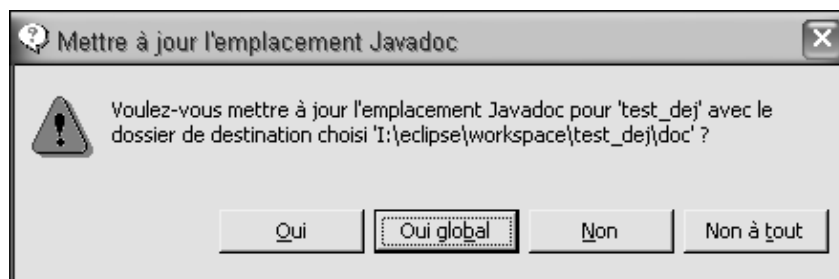 Mettre à jour l'emplacement Javadoc
Voulez-vous mettre à jour l'emplacement Javadoc pour 'test_dej' avec le
dossier de destination choisi 'I:\eclipse\workspace\test_dej\doc' ?
Oui
Oui global
Non
Non à tout